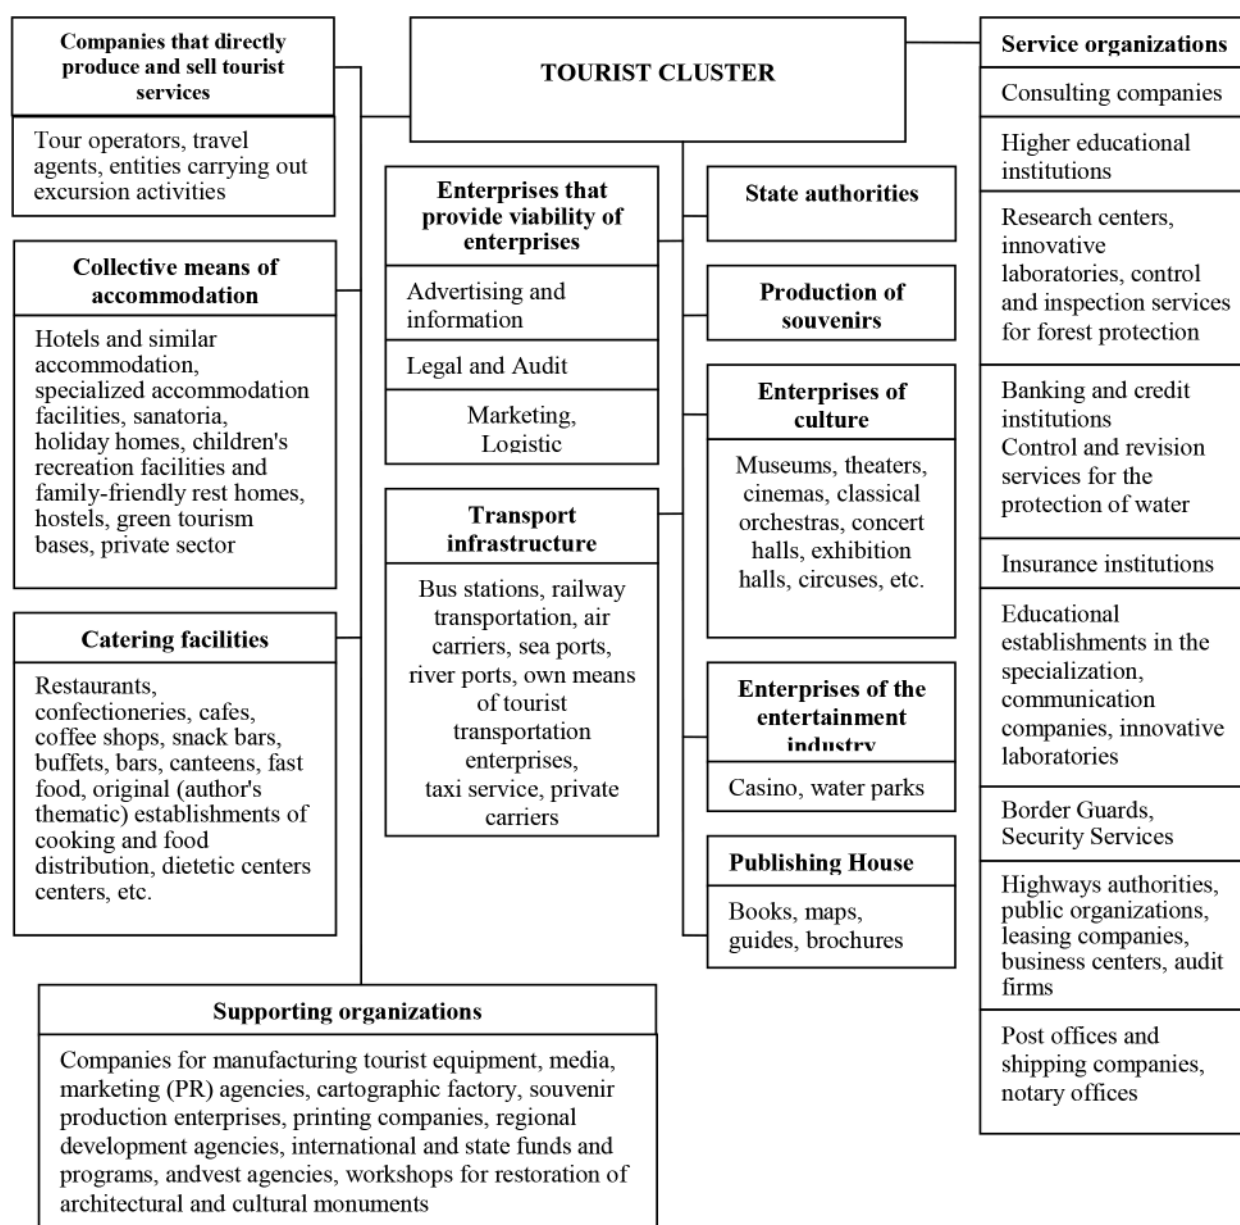 Companies that directly
produce and sell tourist
services
Tour operators, travel
agents, entities carrying out
excursion activities
Collective means of
accommodation
Hotels and similar
accommodation,
specialized accommodation
facilities, sanatoria,
holiday homes, children's
recreation facilities and
family-friendly rest homes,
hostels, green tourism
bases, private sector
Catering facilities
Restaurants,
confectioneries, cafes,
coffee shops, snack bars,
buffets, bars, canteens, fast
food, original (author's
thematic) establishments of
cooking and food
distribution, dietetic centers
centers, etc.
TOURIST CLUSTER
Enterprises that
provide viability of
enterprises
Advertising and
information
Legal and Audit
Marketing,
Logistic
Transport
infrastructure
Bus stations, railway
transportation, air
carriers, sea ports,
river ports, own means
of tourist
transportation
enterprises,
taxi service, private
carriers
State authorities
Production of
souvenirs
Enterprises of
culture
Museums, theaters,
cinemas, classical
orchestras, concert
halls, exhibition
halls, circuses, etc.
Enterprises of the
entertainment
industry
Casino, water parks
Publishing House
Books, maps,
guides, brochures
Service organizations
Consulting companies
Higher educational
institutions
Research centers,
innovative
laboratories, control
and inspection services
for forest protection
Banking and credit
institutions
Control and revision
services for the
protection of water
Insurance institutions
Educational
establishments in the
specialization,
communication
companies, innovative
laboratories
Border Guards,
Security Services
Highways authorities,
public organizations,
leasing companies,
business centers, audit
firms
Post offices and
shipping companies,
notary offices
Supporting organizations
Companies for manufacturing tourist equipment, media,
marketing (PR) agencies, cartographic factory, souvenir
production enterprises, printing companies, regional
development agencies, international and state funds and
programs, andvest agencies, workshops for restoration of
architectural and cultural monuments